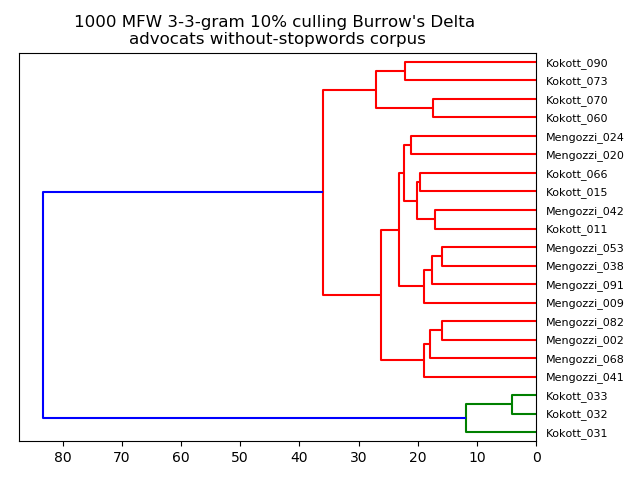 1000 MFW 3-3-gram 10% culling Burrow's Delta
advocats without-stopwords corpus
Kokott_090
Kokott_073
Kokott_070
Kokott_060
Mengozzi_024
Mengozzi_020
Kokott_066
Kokott_015
Mengozzi_042
Kokott_011
Mengozzi_053
Mengozzi_038
Mengozzi_091
Mengozzi_009
Mengozzi_082
Mengozzi_002
Mengozzi_068
Mengozzi_041
Kokott_033
Kokott_032
Kokott_031
80 70 60 50 40 30 20 10 0